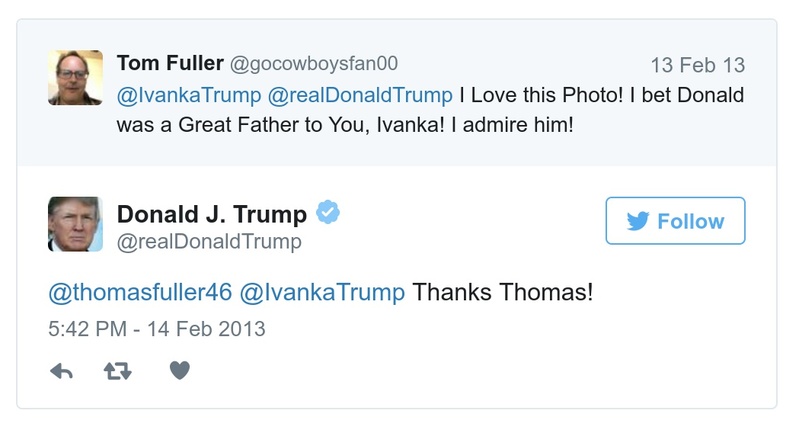 Tom Fuller @gocowboysfan00 13 Feb 13
@IvankaTrump @realDonaldTrump I Love this Photo! I bet Donald
was a Great Father to You, Ivanka! I admire him!
Donald J. Trump
@realDonaldTrump
Follow
@thomasfuller46 @IvankaTrump Thanks Thomas!
5:42 PM - 14 Feb 2013